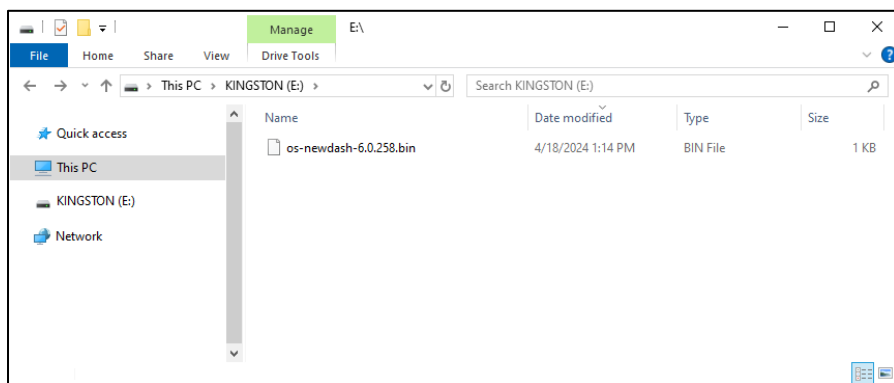 Manage E:\
File Home Share View Drive Tools
This PC > KINGSTON (E:) > Search KINGSTON (E:)
Name Date modified Type Size
Quick access
os-newdash-6.0.258.bin 4/18/2024 1:14 PM BIN File 1 KB
This PC
KINGSTON (E:)
Network